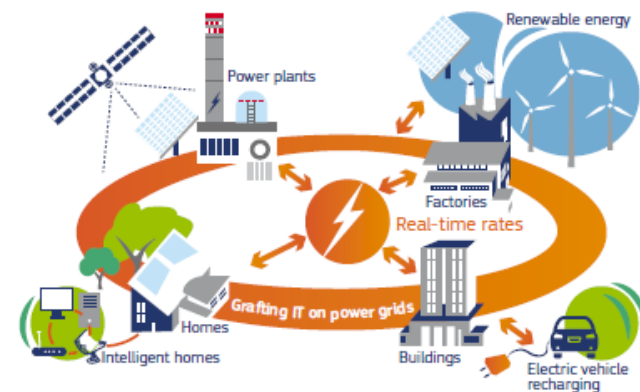 Renewable energy
Power plants
Factories
Real-time rates
Grafting IT on power grids
Homes
Intelligent homes
Buildings
Electric vehicle
recharging